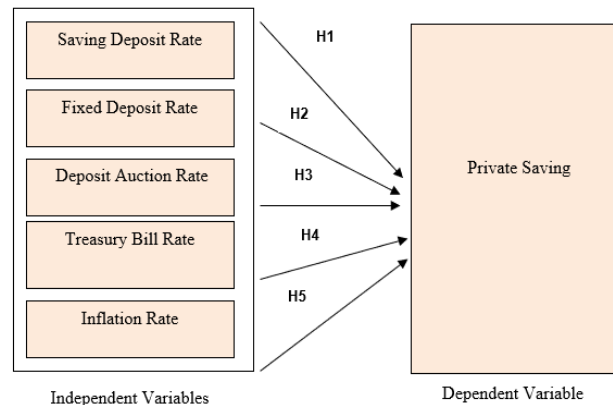 Saving Deposit Rate
H1
Fixed Deposit Rate
H2
Deposit Auction Rate
H3
Private Saving
Treasury Bill Rate
H4
Inflation Rate
H5
Independent Variables
Dependent Variable